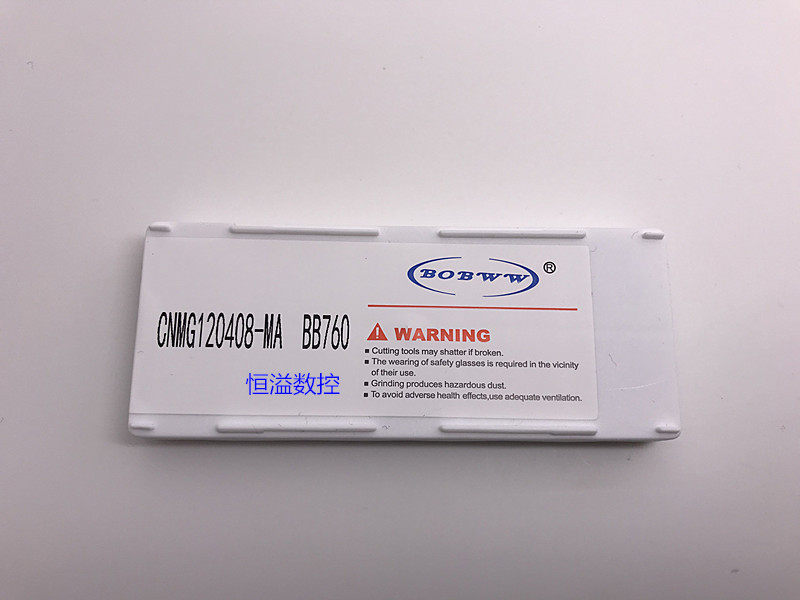 BOBWW®
CNMG120408-MA BB760
WARNING
Cutting tools may shatter if broken.
The wearing of safety glasses is required in the vicinity
of their use.
Grinding produces hazardous dust.
To avoid adverse health effects,use adequate ventilation.
恒溢数控